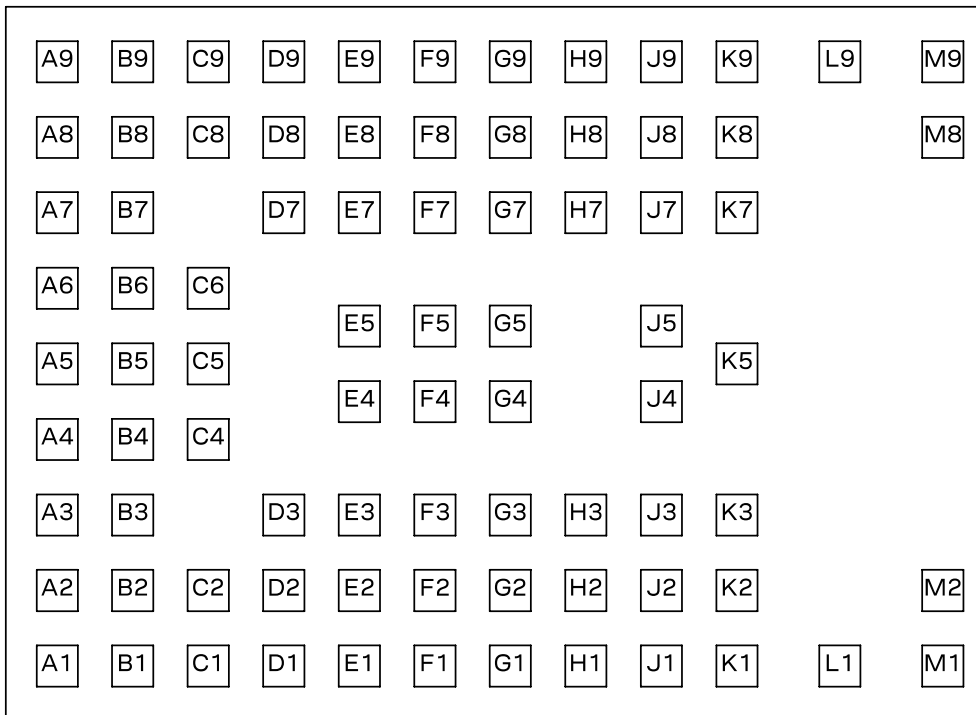 A9 B9 C9 D9 E9 F9 G9 H9 J9 K9 L9 M9
A8 B8 C8 D8 E8 F8 G8 H8 J8 K8 M8
A7 B7 D7 E7 F7 G7 H7 J7 K7
A6 B6 C6
E5 F5 G5 J5
A5 B5 C5 K5
E4 F4 G4 J4
A4 B4 C4
A3 B3 D3 E3 F3 G3 H3 J3 K3
A2 B2 C2 D2 E2 F2 G2 H2 J2 K2 M2
A1 B1 C1 D1 E1 F1 G1 H1 J1 K1 L1 M1